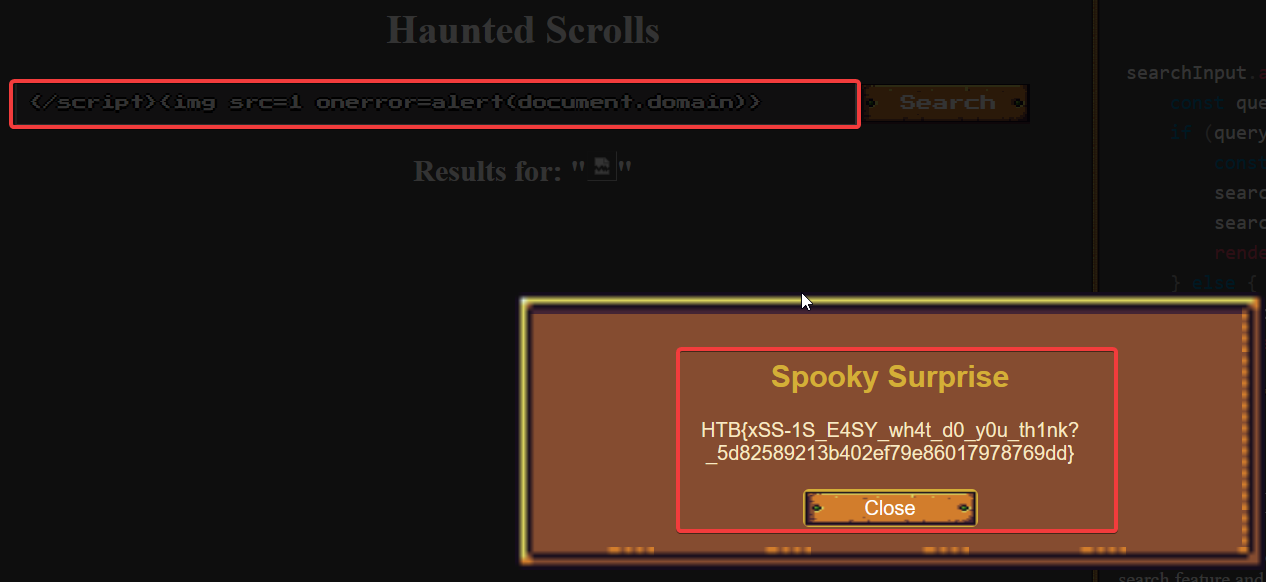 Haunted Scrolls
searchInput.a
(/script)(img src=1 onerror=alert(document.domain))
Search
const que
if (query
Results for: ""
const
searc
searc
rende
} else {
Spooky Surprise
HTB{xSS-1S_E4SY_wh4t_d0_y0u_th1nk?
_5d82589213b402ef79e86017978769dd}
Close
search feature and